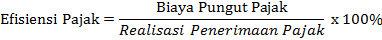 Efisiensi Pajak = Biaya Pungut Pajak / Realisasi Penerimaan Pajak x 100%